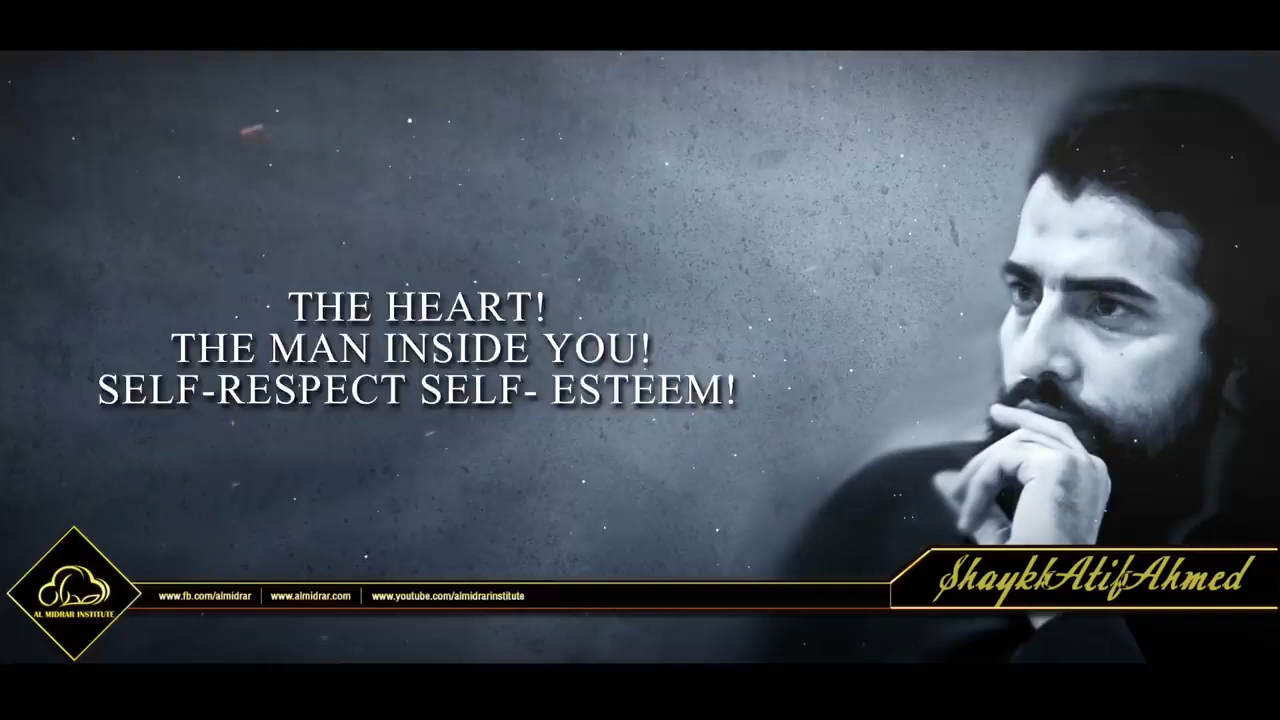 THE HEART!
THE MAN INSIDE YOU!
SELF-RESPECT SELF- ESTEEM!
ShaykhAtifAhmed
AL MIDRAR INSTITUTE
www.fb.com/almidrar
www.almidrar.com
www.youtube.com/almidrarinstitute